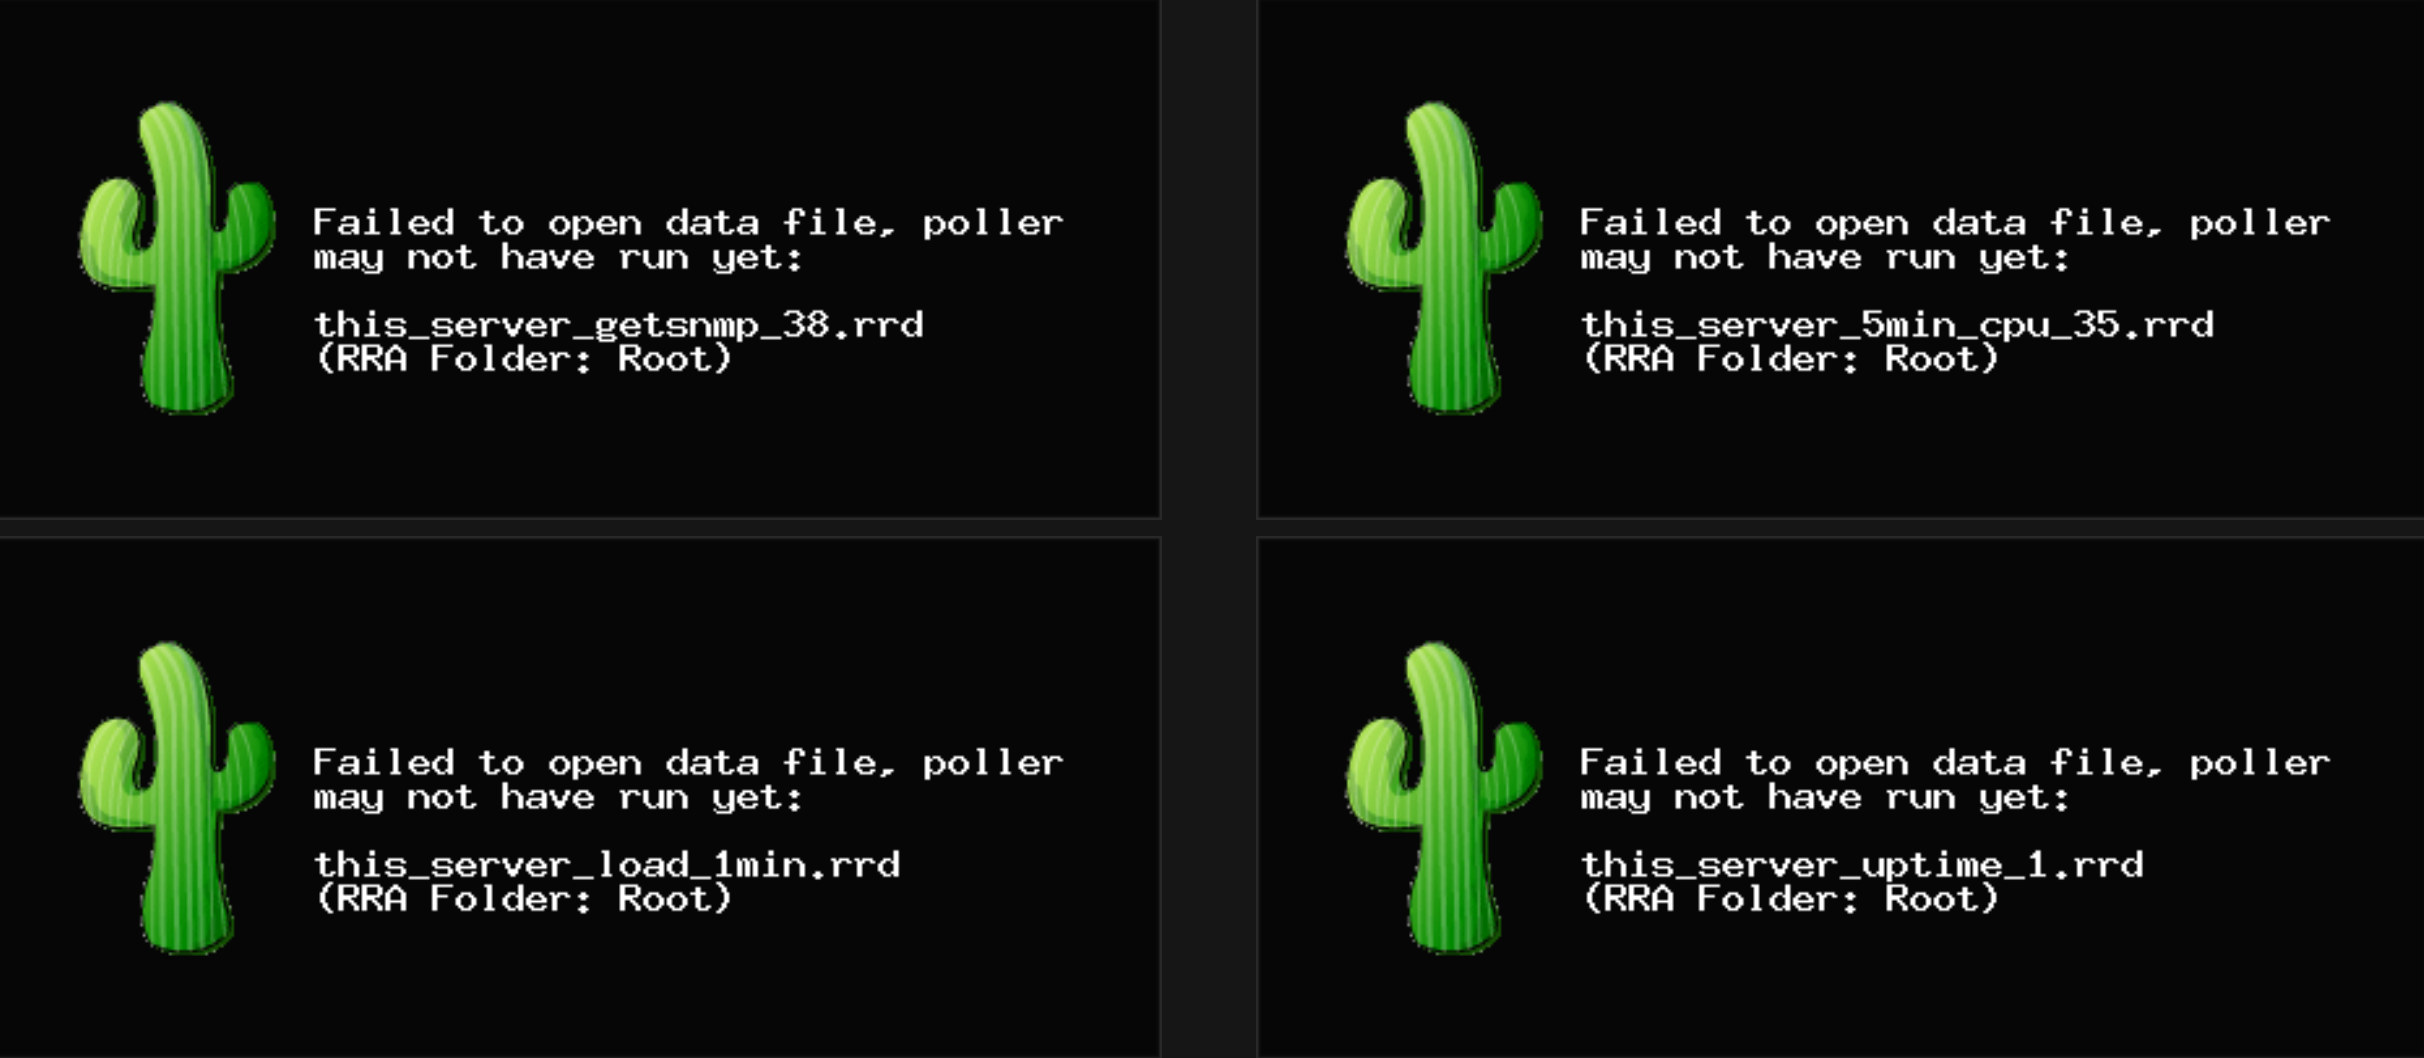 Failed to open data file, poller
may not have run yet:
this_server_getsnmp_38.rrd
(RRA Folder: Root)
Failed to open data file, poller
may not have run yet:
this_server_5min_cpu_35.rrd
(RRA Folder: Root)
Failed to open data file, poller
may not have run yet:
this_server_load_1min.rrd
(RRA Folder: Root)
Failed to open data file, poller
may not have run yet:
this_server_uptime_1.rrd
(RRA Folder: Root)